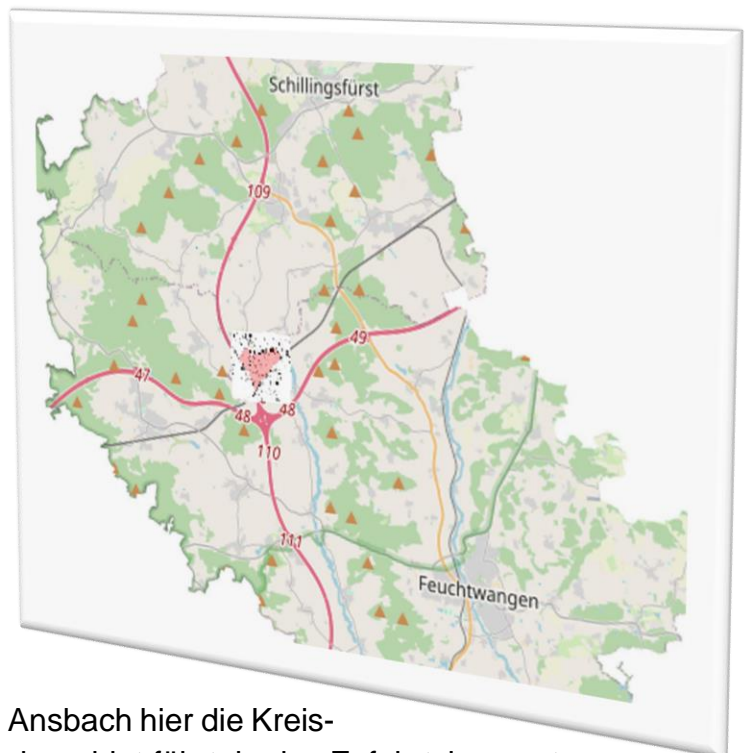 Schillingsfürst
109
49
47
48
48
110
111
Feuchtwangen
Ansbach hier die Kreis-